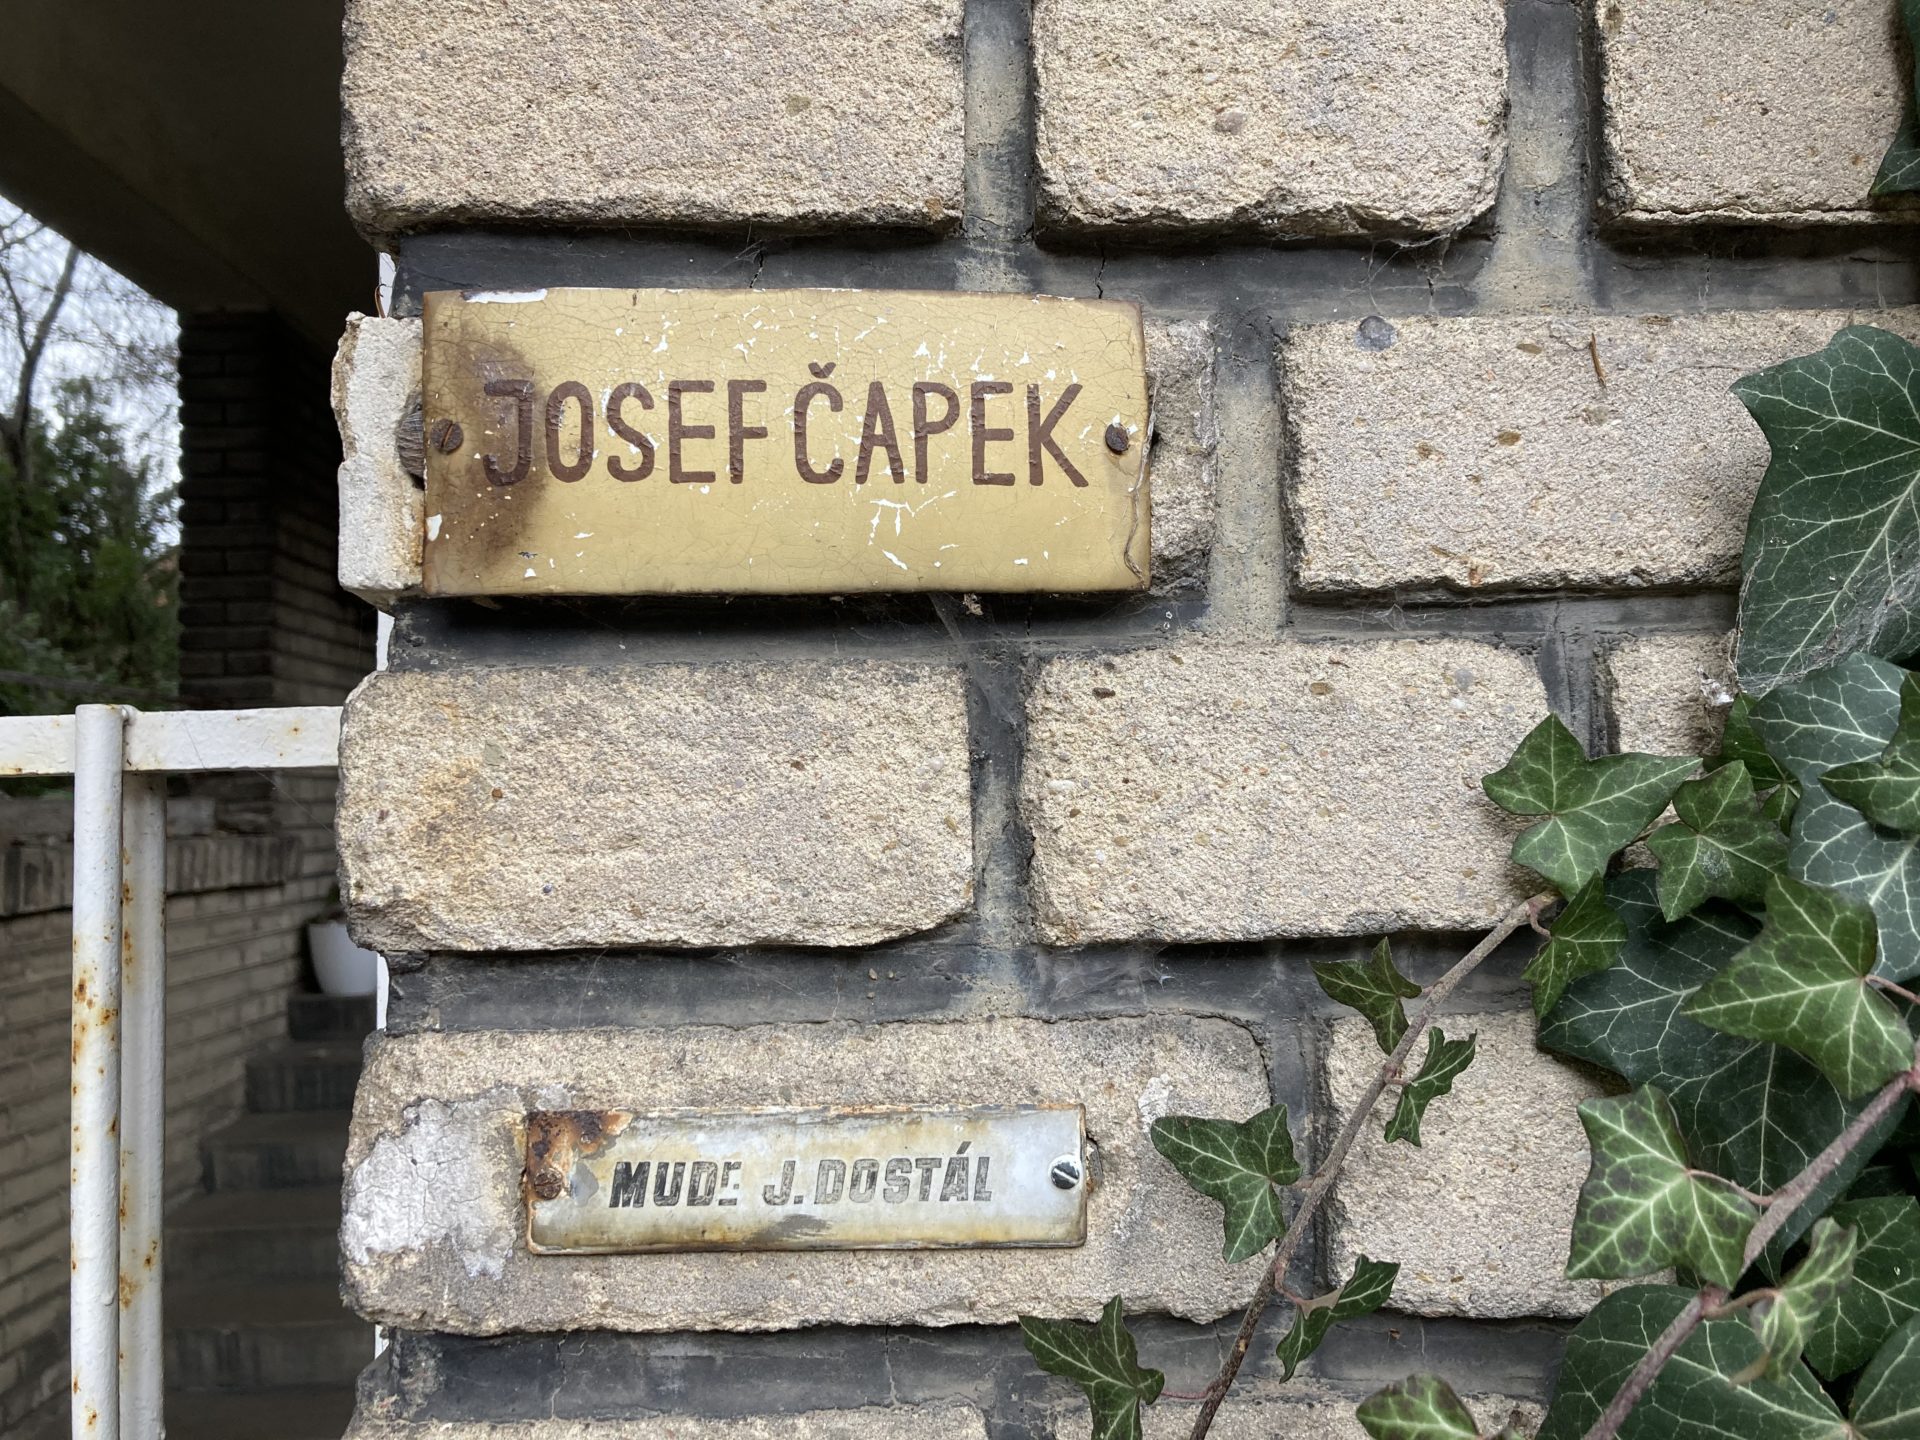 JOSEF ČAPEK
MUDr J. DOSTÁL